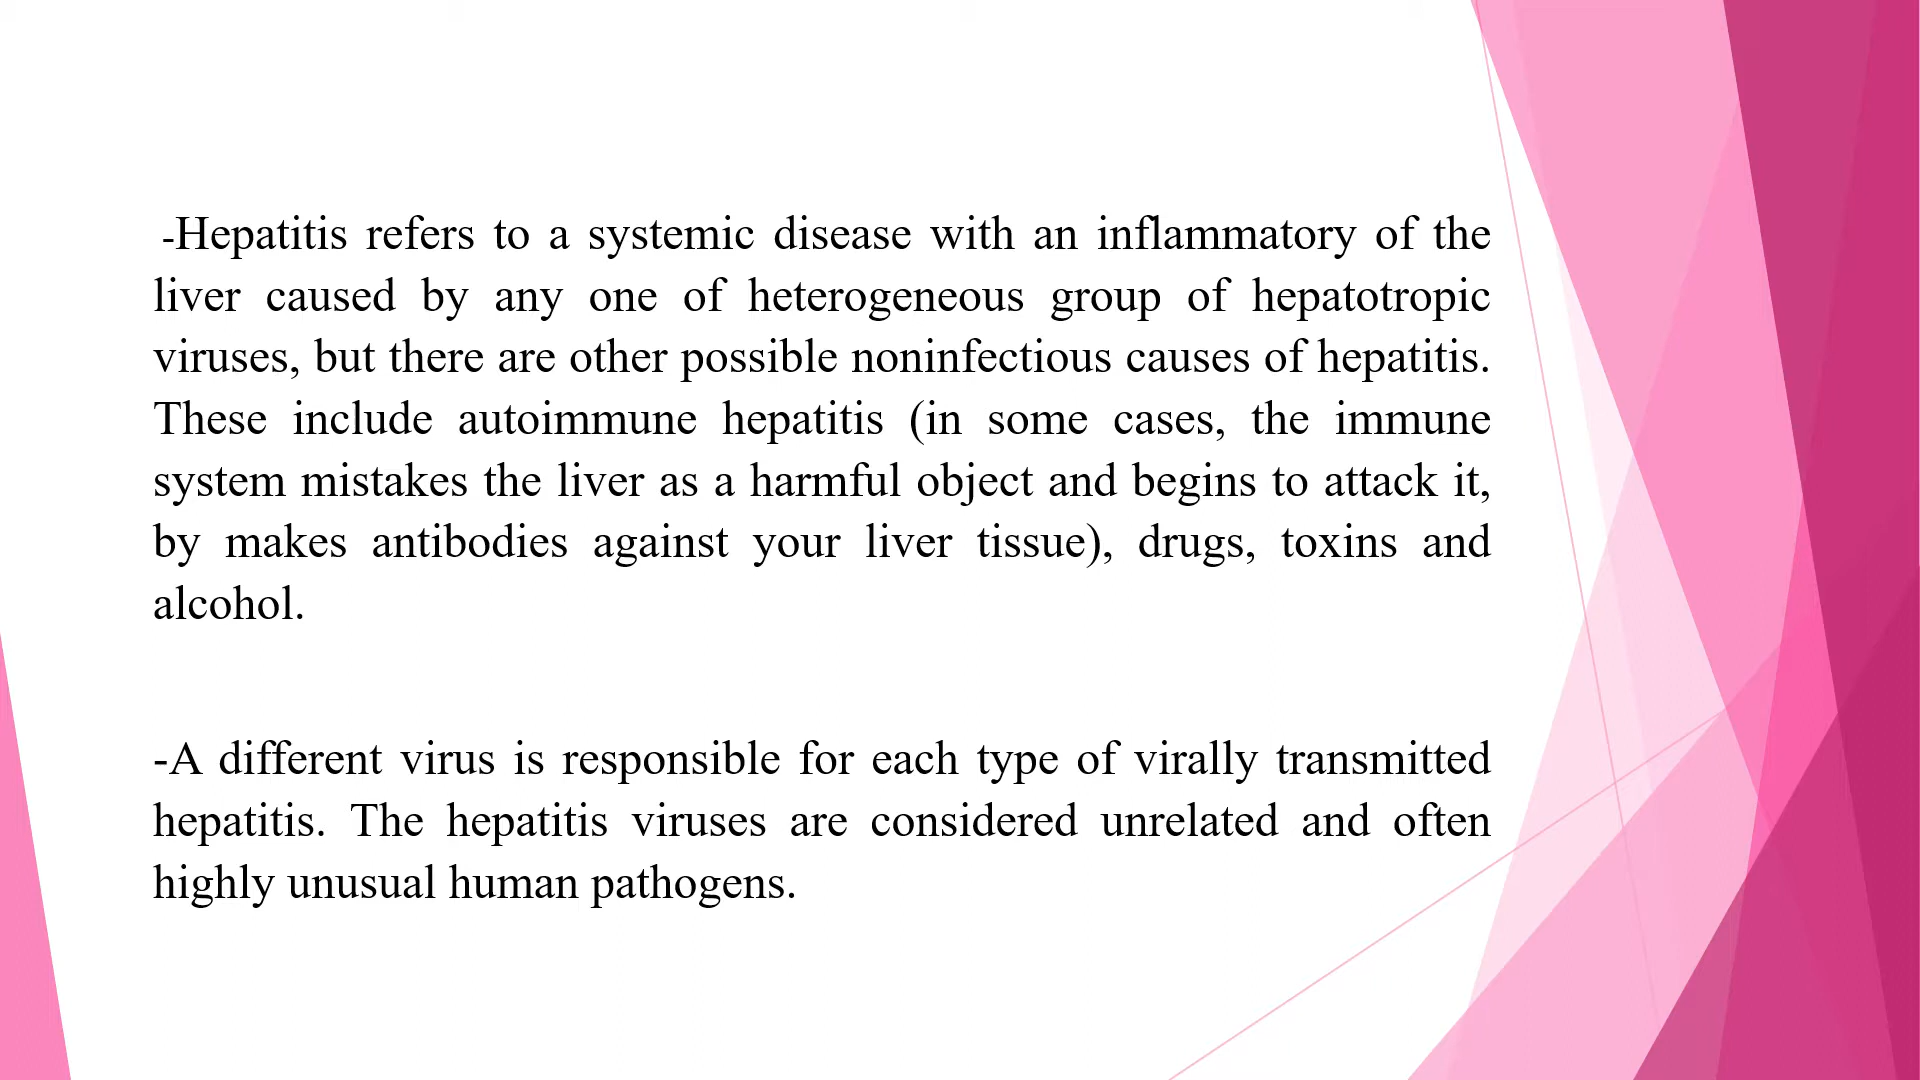 -Hepatitis refers to a systemic disease with an inflammatory of the
liver caused by any one of heterogeneous group of hepatotropic
viruses, but there are other possible noninfectious causes of hepatitis.
These include autoimmune hepatitis (in some cases, the immune
system mistakes the liver as a harmful object and begins to attack it,
by makes antibodies against your liver tissue), drugs, toxins and
alcohol.
-A different virus is responsible for each type of virally transmitted
hepatitis. The hepatitis viruses are considered unrelated and often
highly unusual human pathogens.